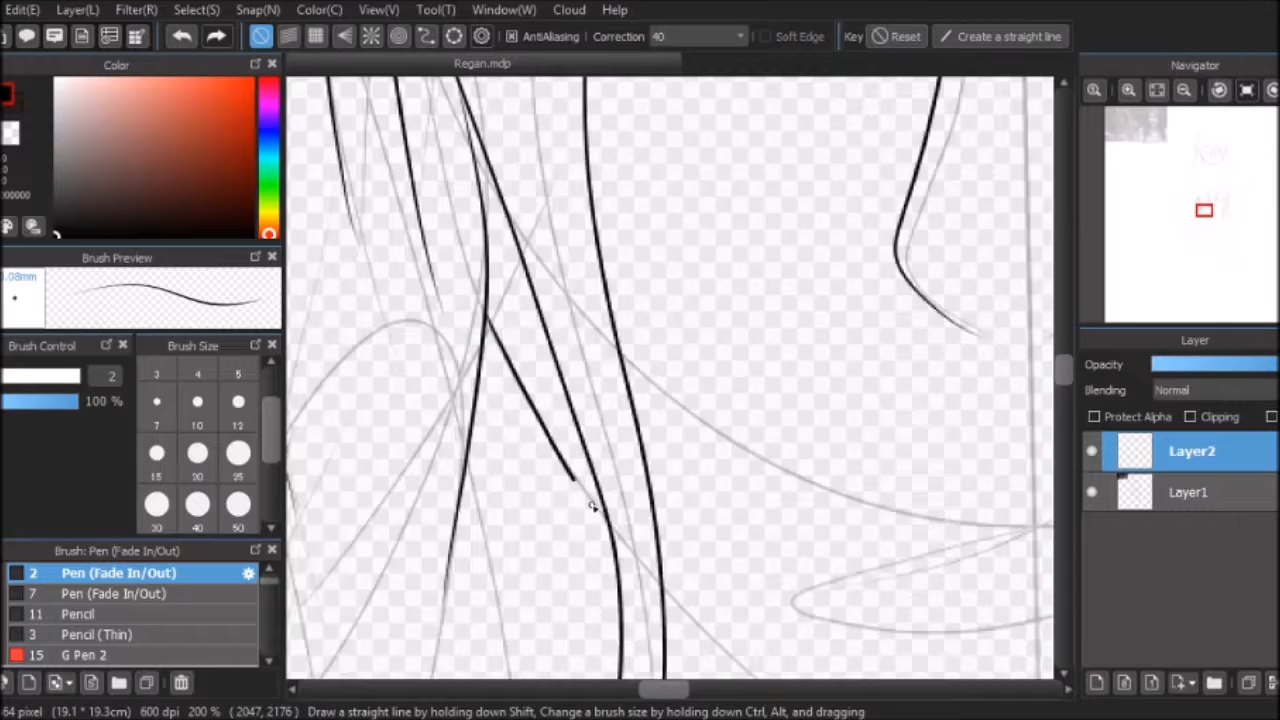 Edit(E) Layer(L) Filter(R) Select(S) Snap(N) Color(C) View(V) Tool(T) Window(W) Cloud Help
AntiAliasing Correction 40 Soft Edge Key Reset Create a straight line
Color Regan.mdp Navigator
000000
Brush Preview
0.08mm
Brush Control Brush Size
2
100 %
3 4 5
7 10 12
15 20 25
30 40 50
Layer
Opacity
Blending Normal
Protect Alpha Clipping
Layer2
Layer1
Brush: Pen (Fade In/Out)
2 Pen (Fade In/Out)
7 Pen (Fade In/Out)
11 Pencil
3 Pencil (Thin)
15 G Pen 2
64 pixel (19.1 * 19.3cm) 600 dpi 200 % ( 2047, 2176 ) Draw a straight line by holding down Shift, Change a brush size by holding down Ctrl, Alt, and dragging